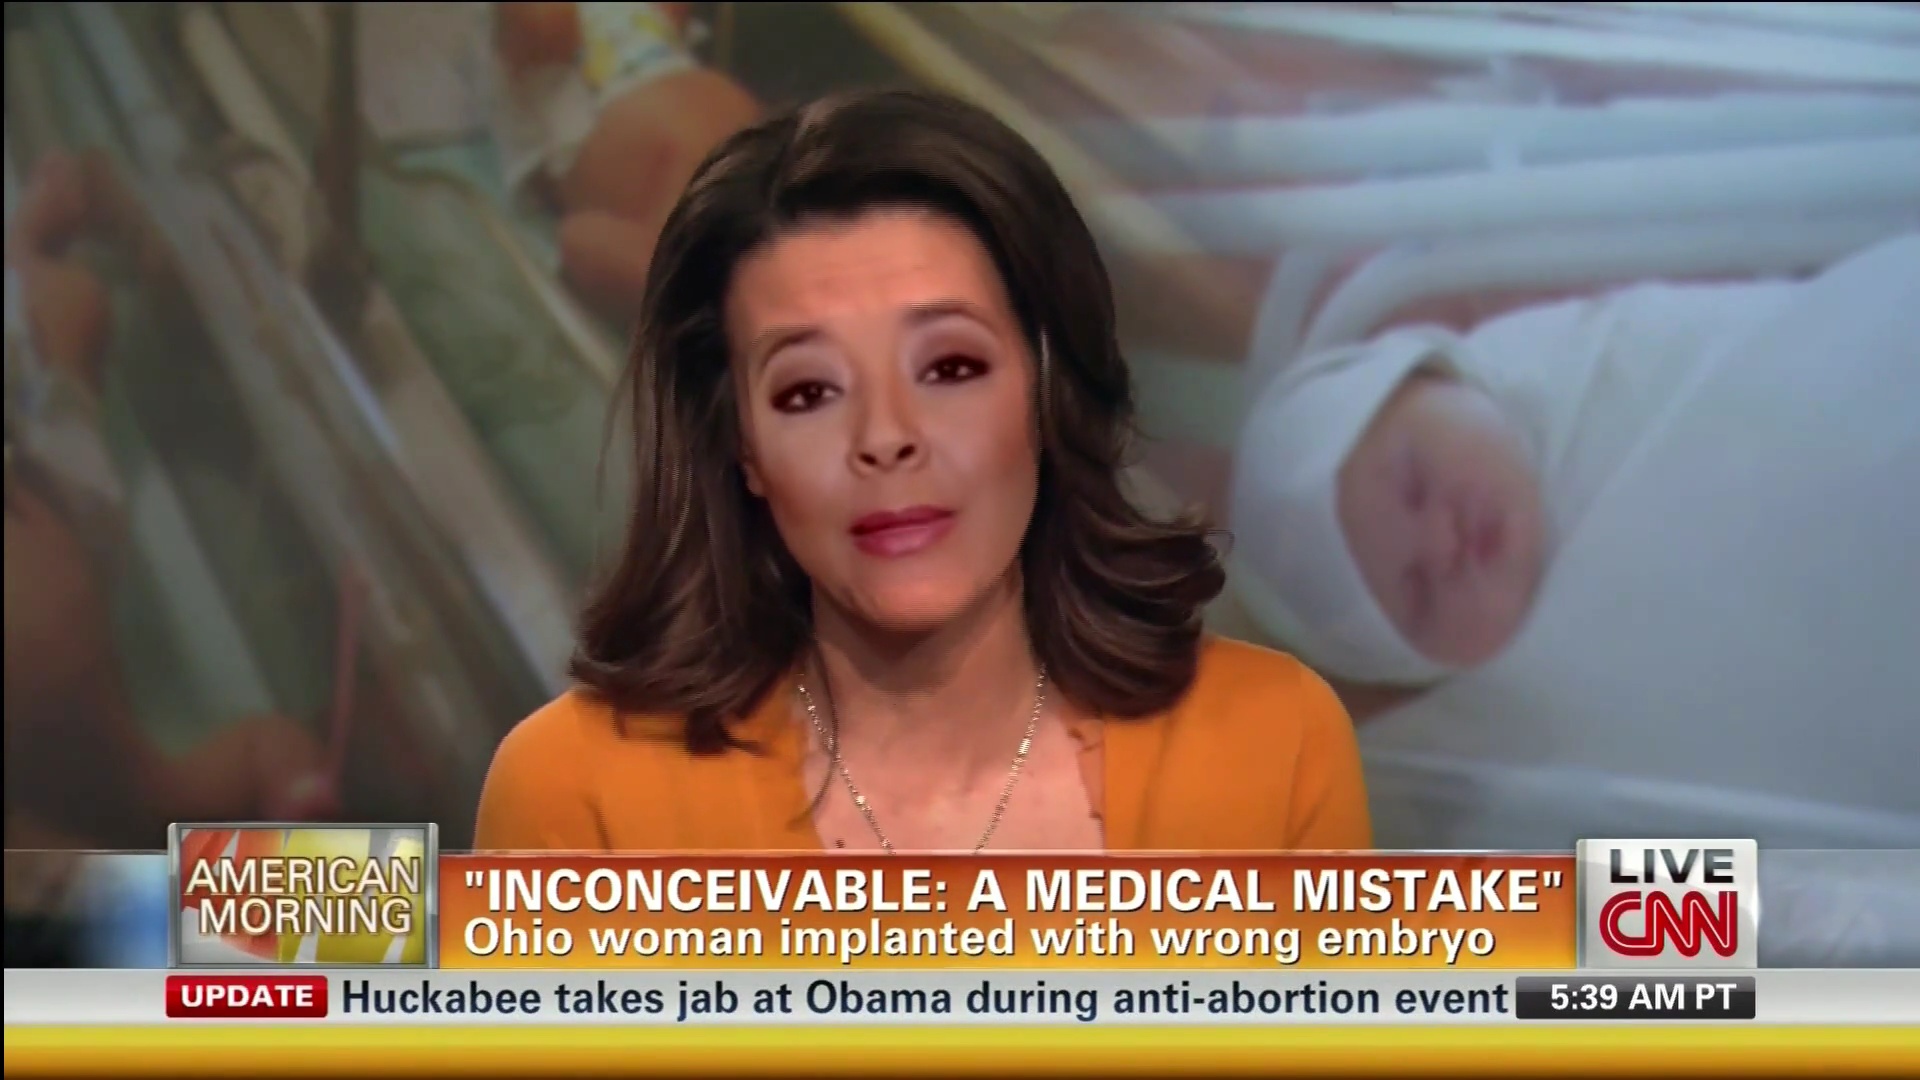 AMERICAN
MORNING
"INCONCEIVABLE: A MEDICAL MISTAKE"
Ohio woman implanted with wrong embryo
LIVE
CNN
UPDATE
Huckabee takes jab at Obama during anti-abortion event
5:39 AM PT